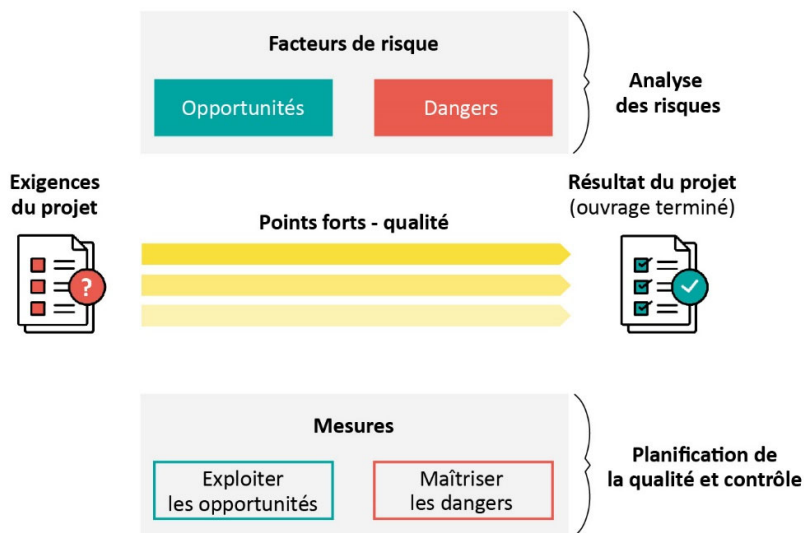 Facteurs de risque
Opportunités
Dangers
Analyse
des risques
Exigences
du projet
Points forts - qualité
Résultat du projet
(ouvrage terminé)
?
Mesures
Exploiter
les opportunités
Maîtriser
les dangers
Planification de
la qualité et contrôle